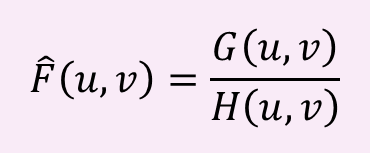 F̂(u, v) = G(u, v) / H(u, v)